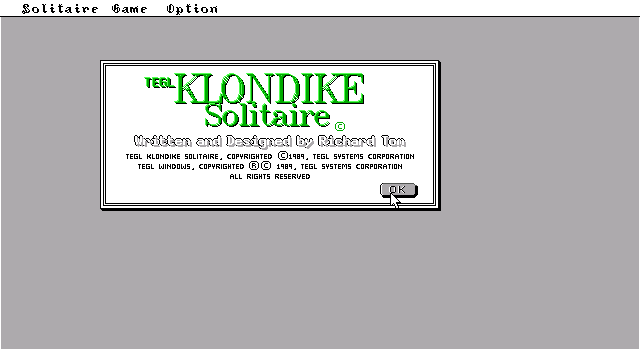 Solitaire Game Option
TEGL KLONDIKE
Solitaire ©
Written and Designed by Richard Ton
TEGL KLONDIKE SOLITAIRE, COPYRIGHTED ©1989, TEGL SYSTEMS CORPORATION
TEGL WINDOWS, COPYRIGHTED ®© 1989, TEGL SYSTEMS CORPORATION
ALL RIGHTS RESERVED
OK